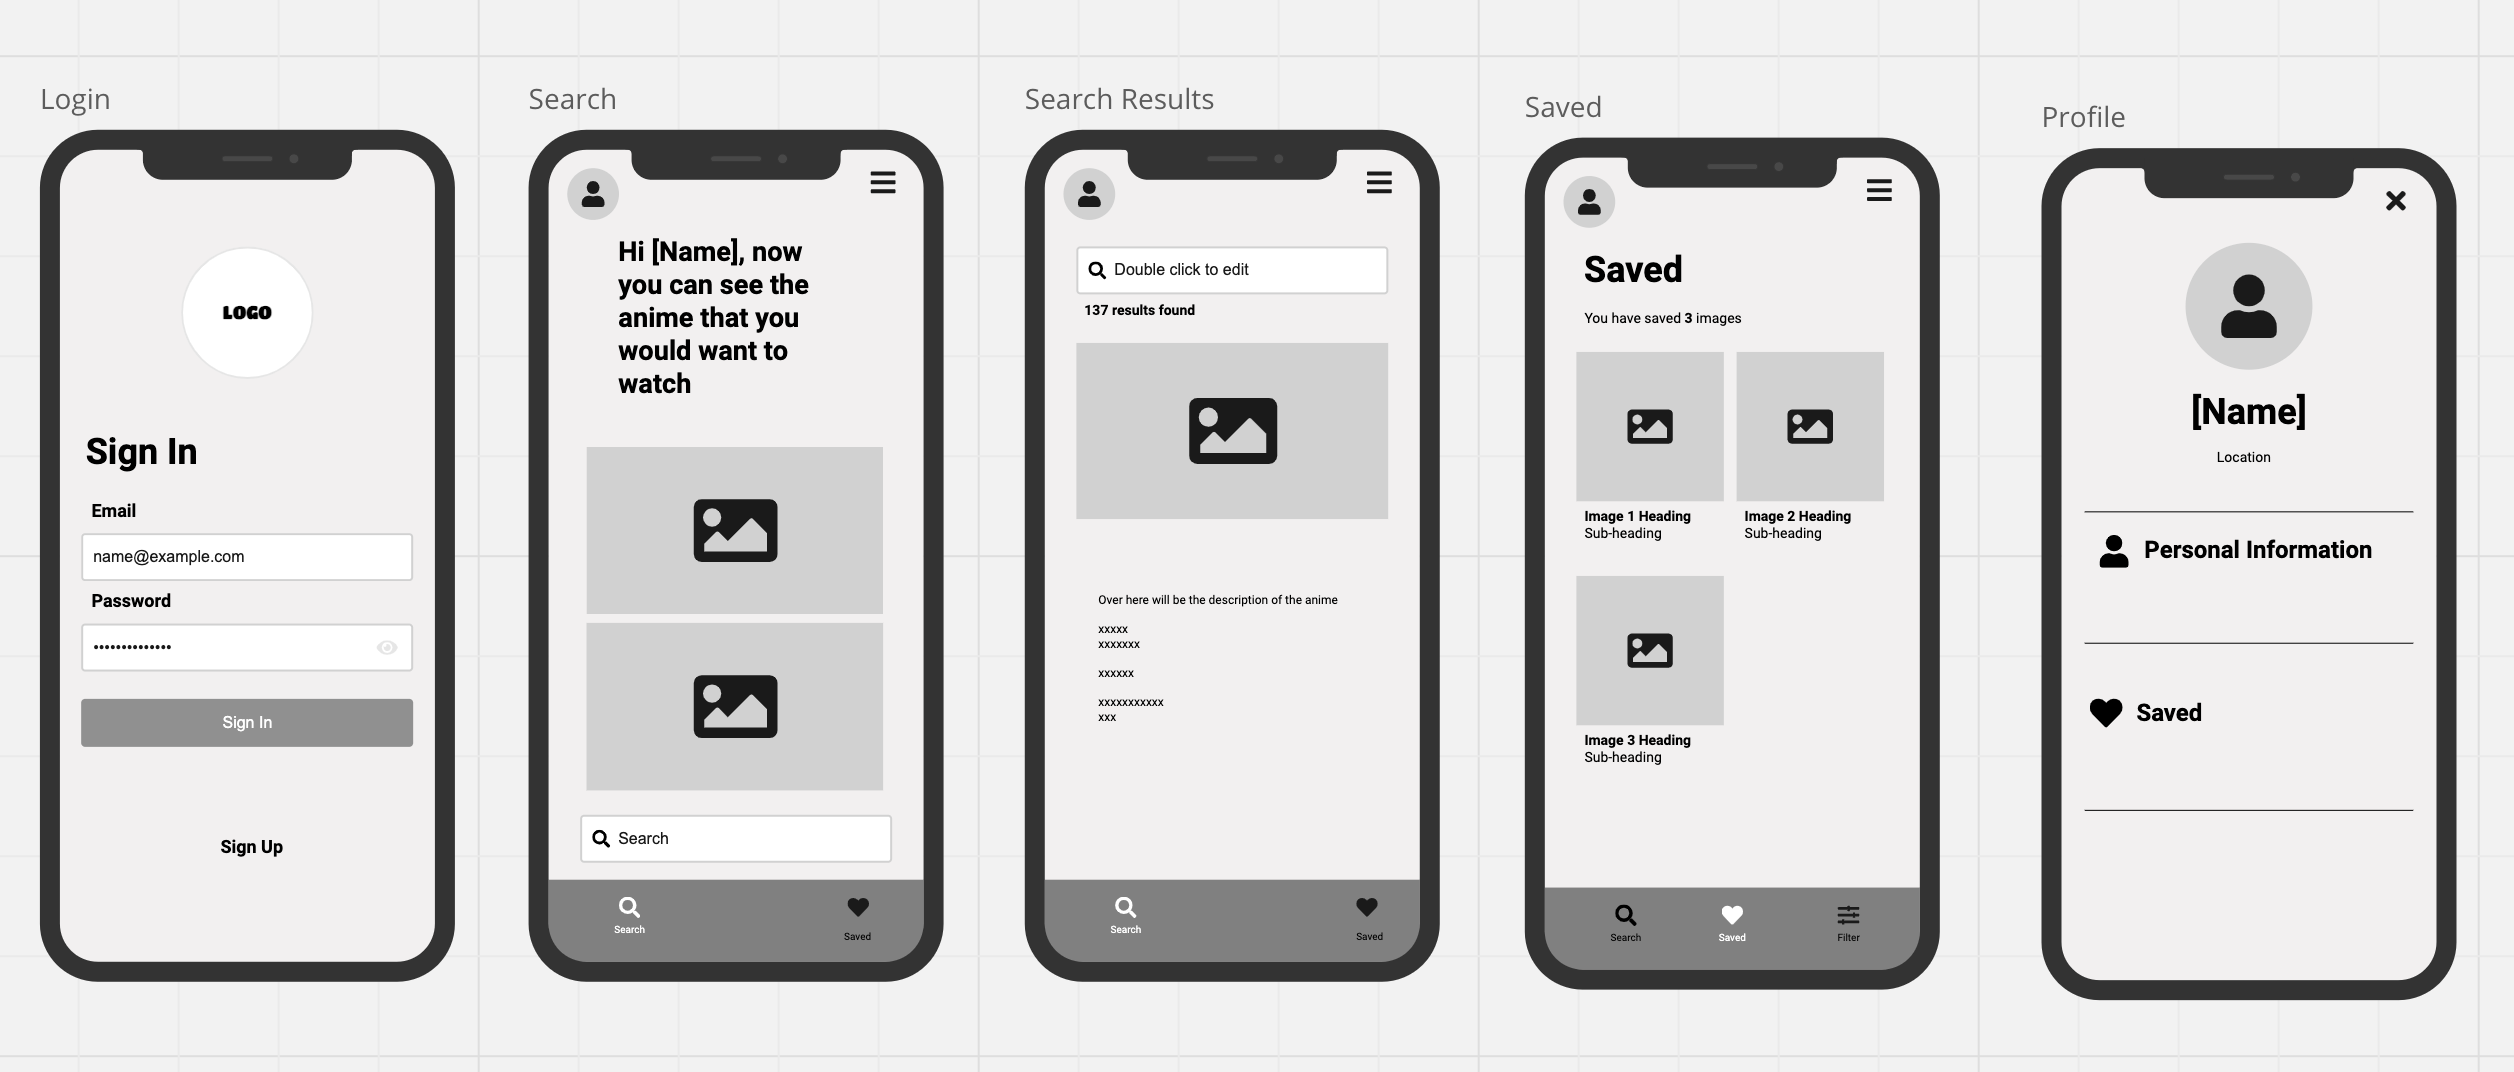 Login
LOGO
Sign In
Email
name@example.com
Password
••••••••••••••
Sign In
Sign Up
Search
Hi [Name], now
you can see the
anime that you
would want to
watch
Search
Search
Saved
Search Results
Double click to edit
137 results found
Over here will be the description of the anime
xxxxx
xxxxxxx
xxxxxx
xxxxxxxxxxx
xxx
Search
Saved
Saved
Saved
You have saved 3 images
Image 1 Heading
Sub-heading
Image 2 Heading
Sub-heading
Image 3 Heading
Sub-heading
Search
Saved
Filter
Profile
[Name]
Location
Personal Information
Saved